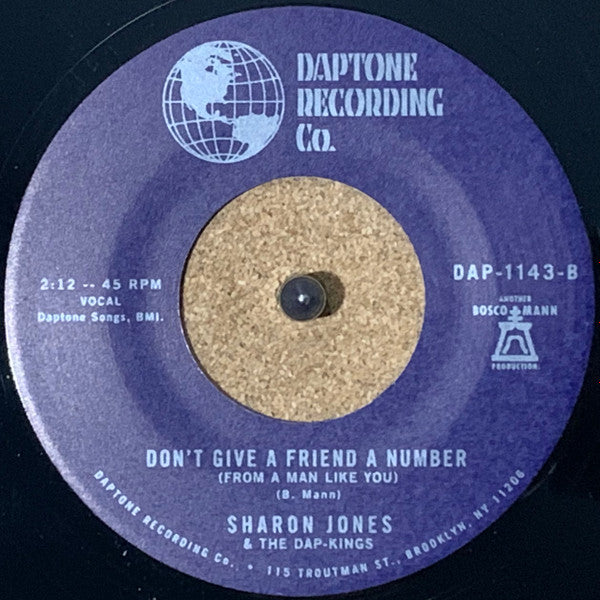 DAPTONE
RECORDING
Co.
2:12 -- 45 RPM
VOCAL
Daptone Songs, BMI.
DAP-1143-B
ANOTHER
BOSCO MANN
PRODUCTION.
DON'T GIVE A FRIEND A NUMBER
(FROM A MAN LIKE YOU)
(B. Mann)
SHARON JONES
& THE DAP-KINGS
DAPTONE RECORDING Co. • 115 TROUTMAN ST., BROOKLYN, NY 11206